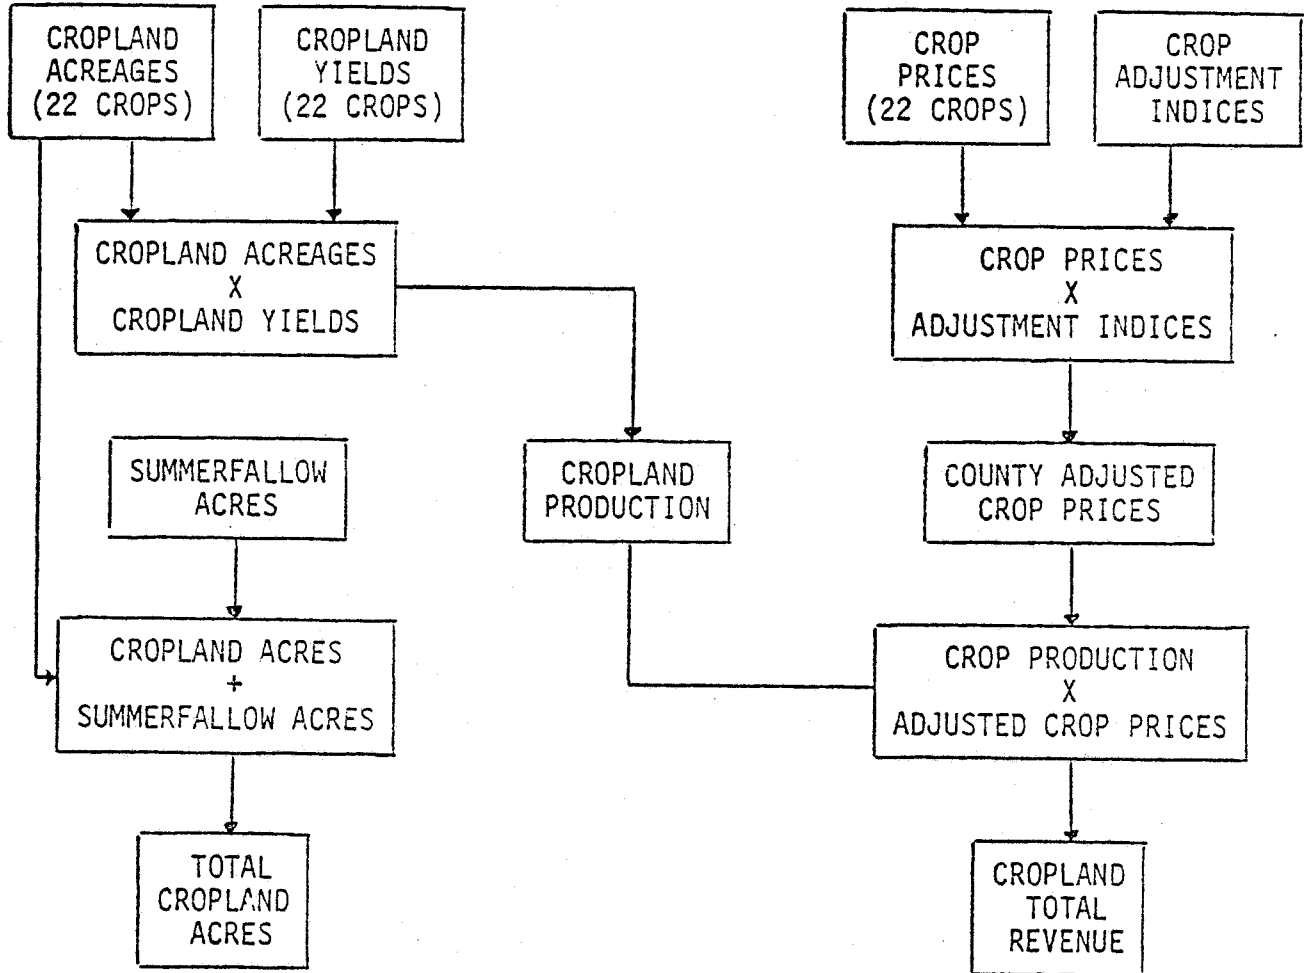 CROPLAND
ACREAGES
(22 CROPS)
CROPLAND
YIELDS
(22 CROPS)
CROP
PRICES
(22 CROPS)
CROP
ADJUSTMENT
INDICES
CROPLAND ACREAGES
X
CROPLAND YIELDS
CROP PRICES
X
ADJUSTMENT INDICES
SUMMERFALLOW
ACRES
CROPLAND
PRODUCTION
COUNTY ADJUSTED
CROP PRICES
CROPLAND ACRES
+
SUMMERFALLOW ACRES
CROP PRODUCTION
X
ADJUSTED CROP PRICES
TOTAL
CROPLAND
ACRES
CROPLAND
TOTAL
REVENUE